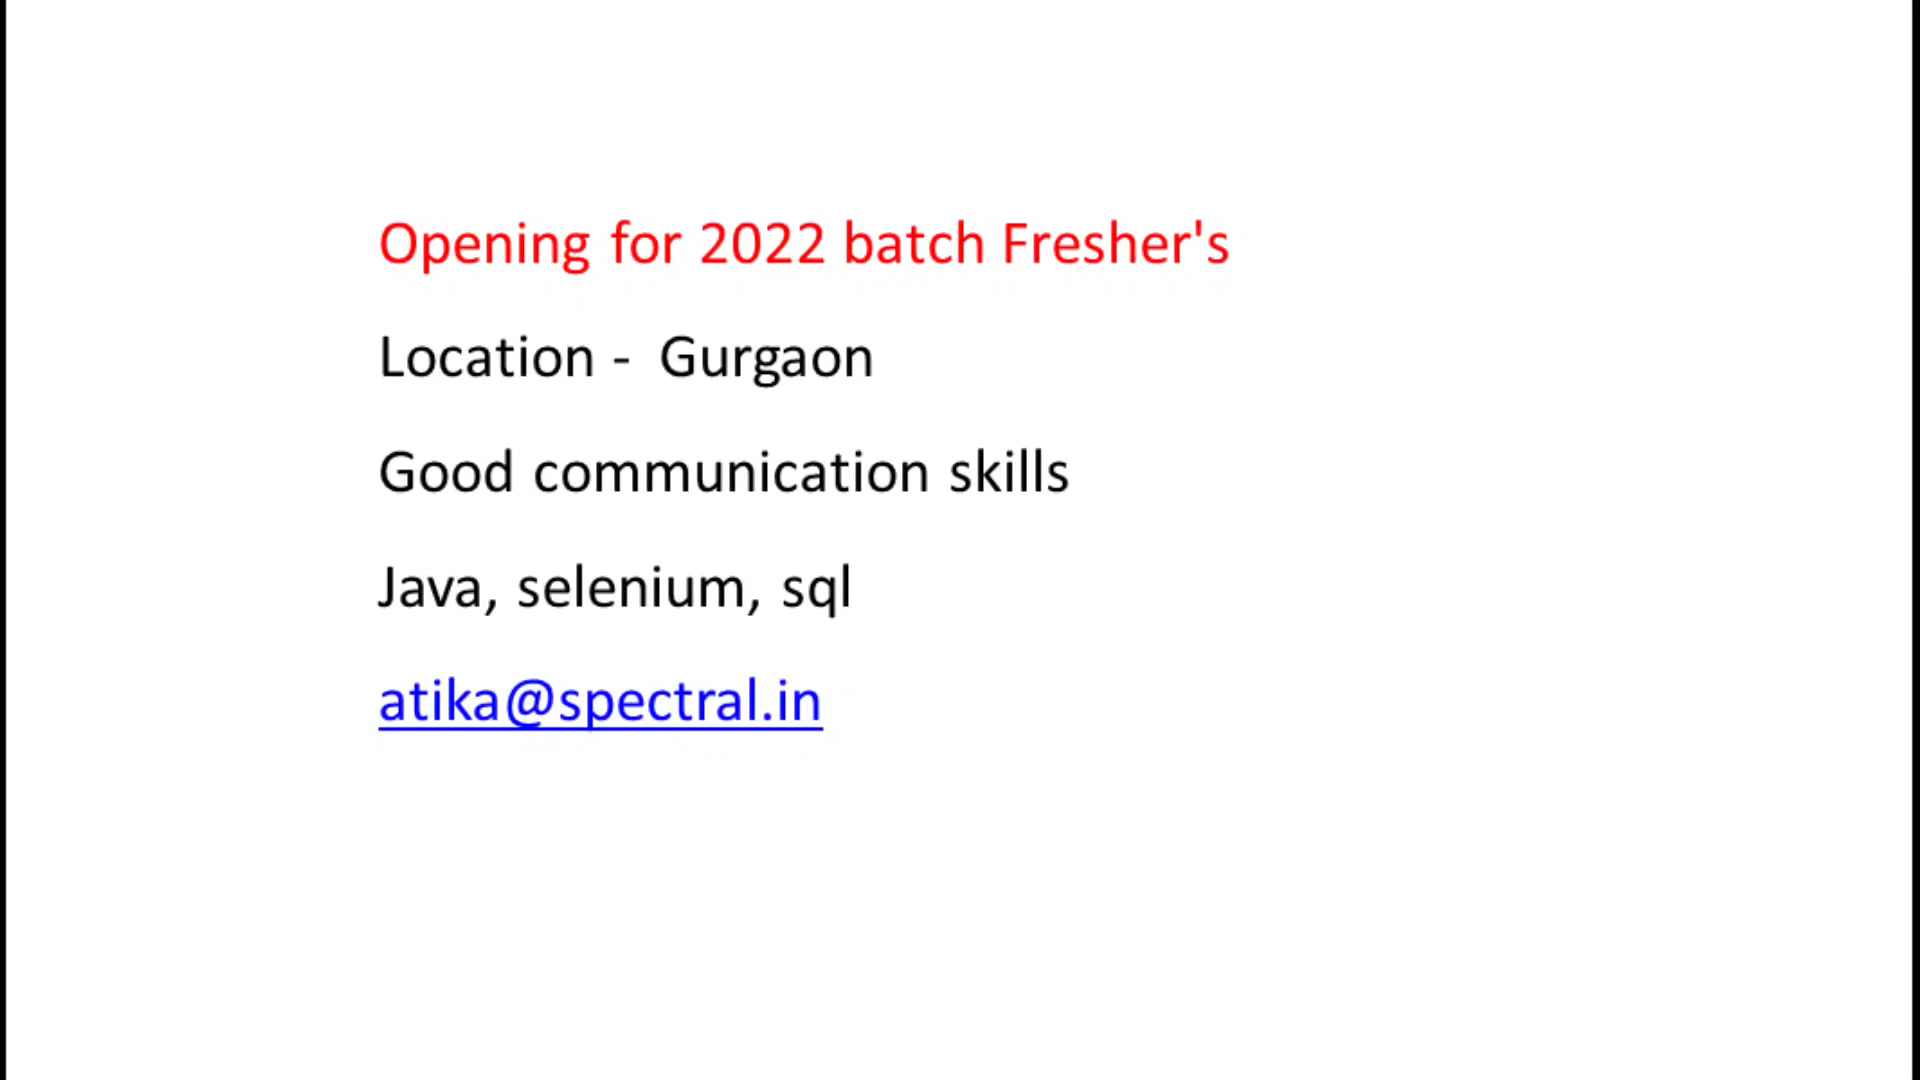 Opening for 2022 batch Fresher's
Location -  Gurgaon
Good communication skills
Java, selenium, sql
atika@spectral.in